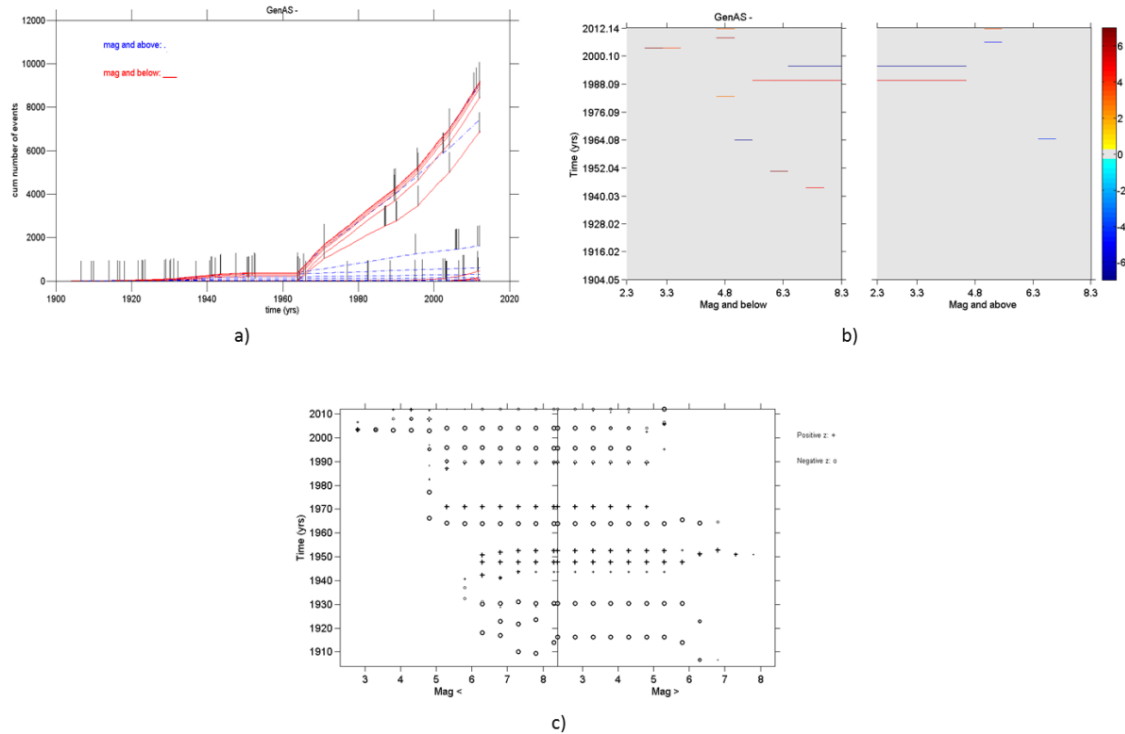 GenAS -
12000
mag and above: .
10000
mag and below: ___
8000
cum number of events
6000
4000
2000
0
1900 1920 1940 1960 1980 2000 2020
time (yrs)
a)
GenAS -
2012.14
2000.10
1988.09
1976.09
Time (yrs)
1964.09
1952.04
1940.03
1928.02
1916.02
1904.05
2.3 3.3 4.8 6.3 8.3
Mag and below
2.3 3.3 4.8 6.3 8.3
Mag and above
6
4
2
0
-2
-4
-6
b)
2010
2000
1990
1980
1970
Time (yrs)
1960
1950
1940
1930
1920
1910
Positive z: +
Negative z: o
3 4 5 6 7 8 3 4 5 6 7 8
Mag < Mag >
c)